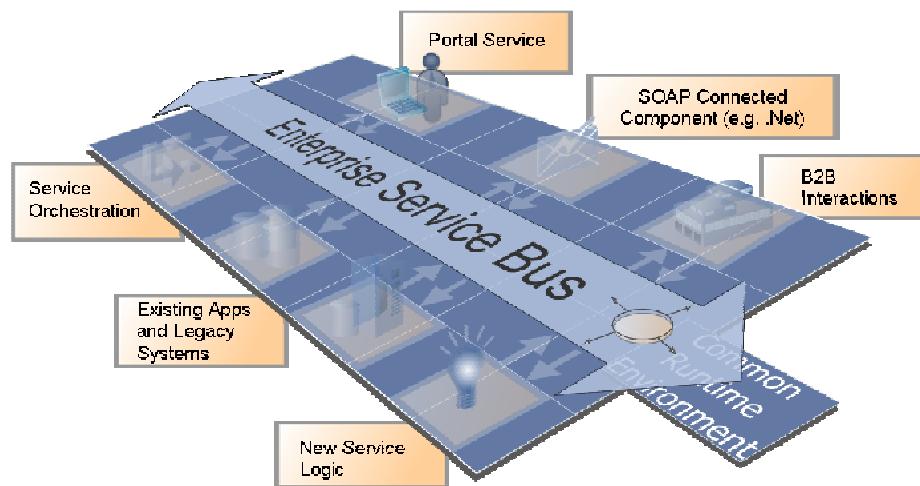 Portal Service
SOAP Connected
Component (e.g. .Net)
B2B
Interactions
Service
Orchestration
Enterprise Service Bus
Existing Apps
and Legacy
Systems
Common
Runtime
Environment
New Service
Logic